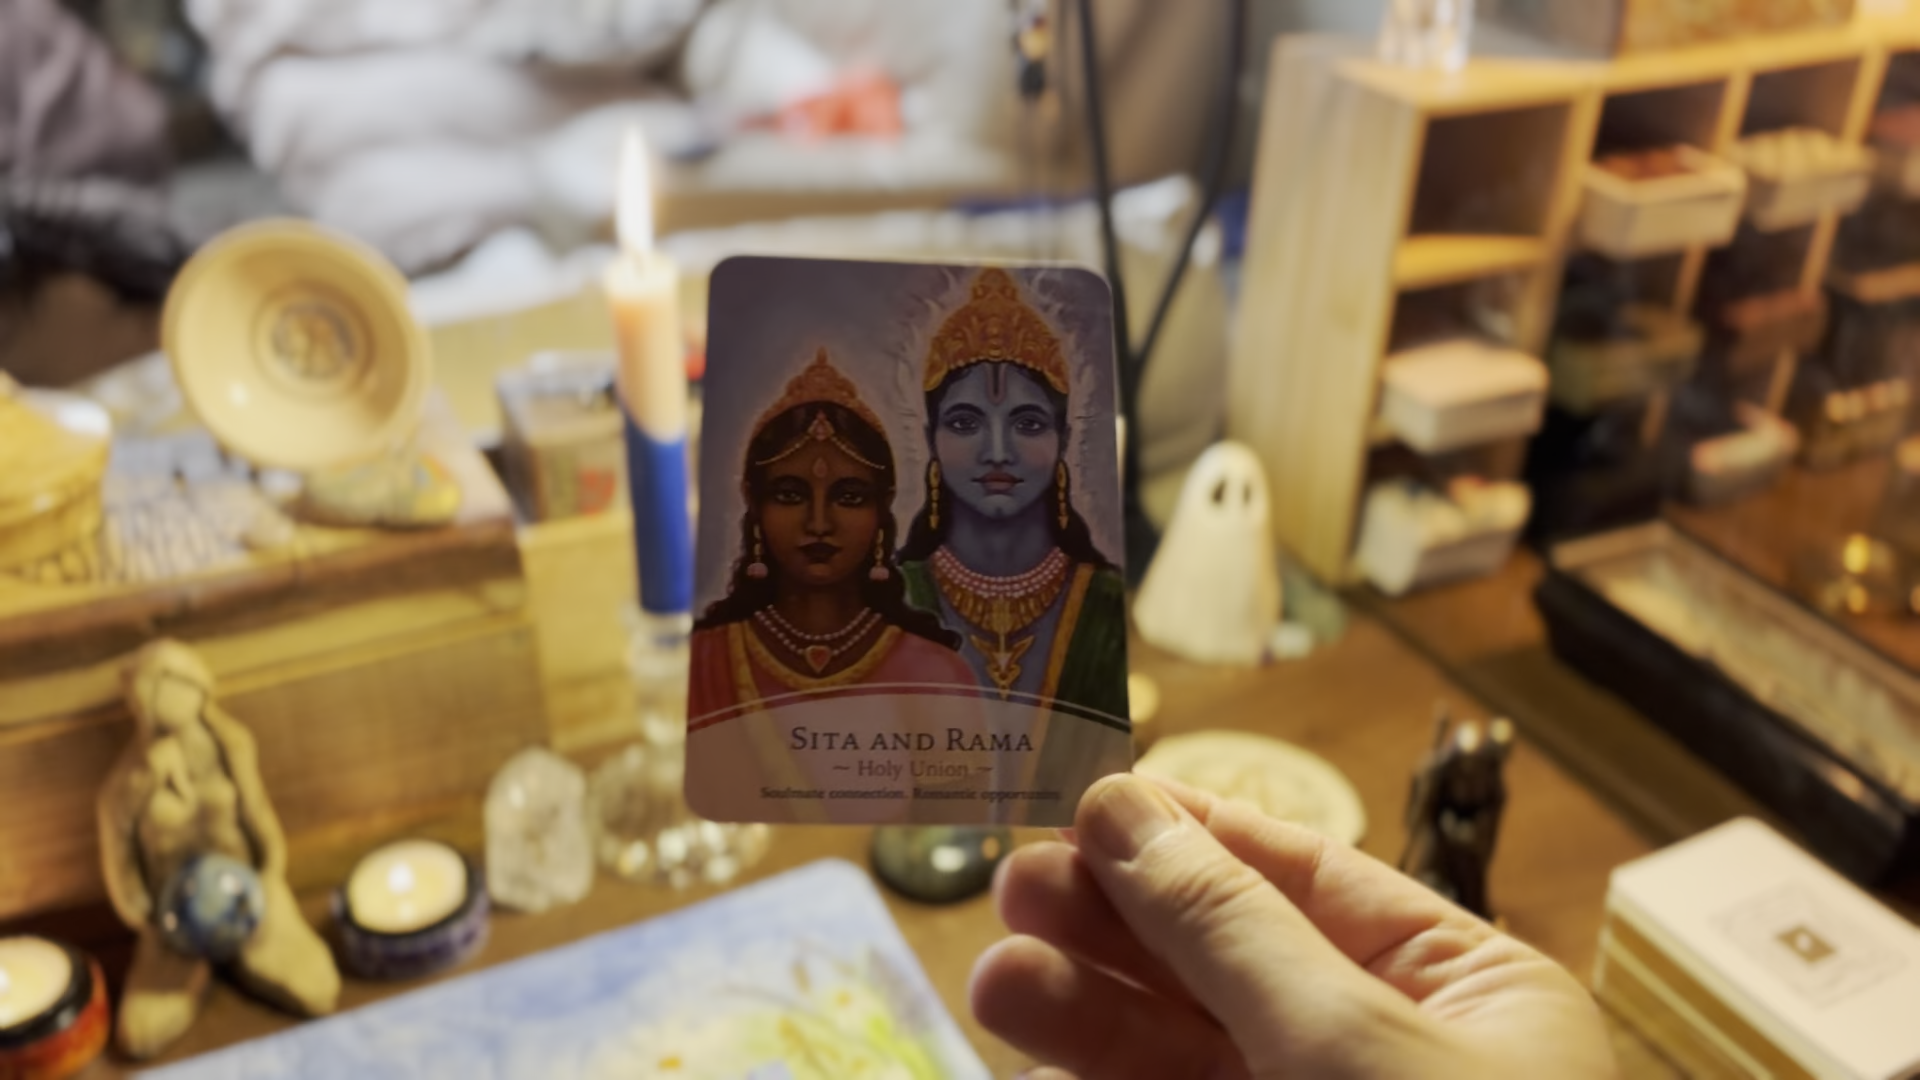 SITA AND RAMA
~ Holy Union ~
Soulmate connection. Romantic opportunity.